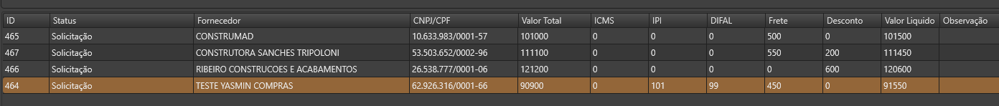 ID Status Fornecedor CNPJ/CPF Valor Total ICMS IPI DIFAL Frete Desconto Valor Liquido Observação
465 Solicitação CONSTRUMAD 10.633.983/0001-57 101000 0 0 0 500 0 101500
467 Solicitação CONSTRUTORA SANCHES TRIPOLONI 53.503.652/0002-96 111100 0 0 0 550 200 111450
466 Solicitação RIBEIRO CONSTRUCOES E ACABAMENTOS 26.538.777/0001-06 121200 0 0 0 0 600 120600
464 Solicitação TESTE YASMIN COMPRAS 62.926.316/0001-66 90900 0 101 99 450 0 91550